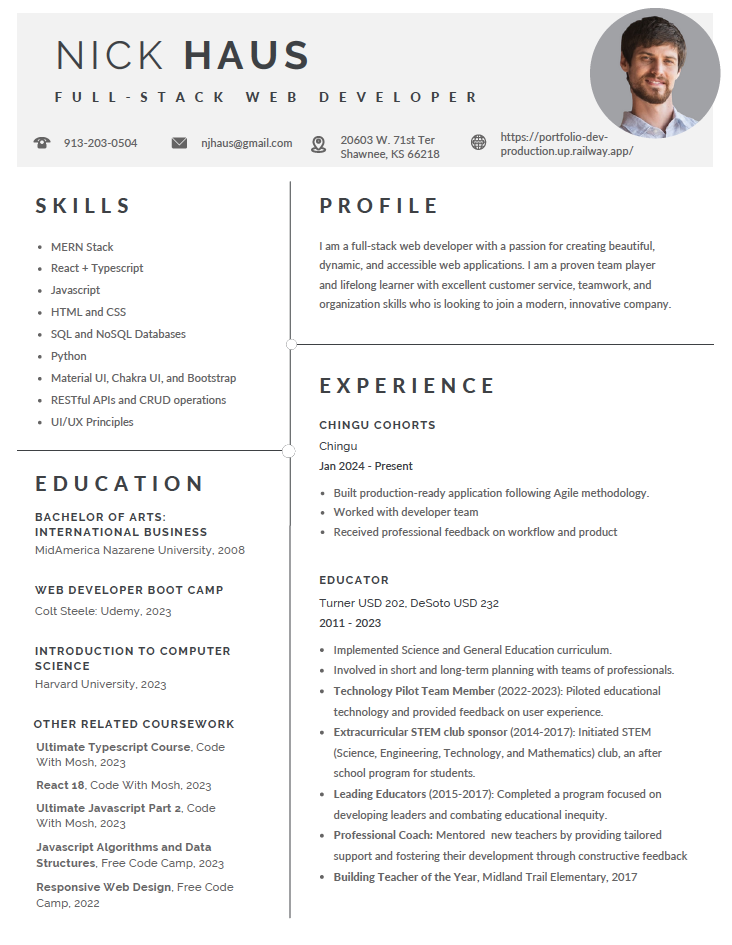 NICK HAUS
FULL-STACK WEB DEVELOPER
913-203-0504
njhaus@gmail.com
20603 W. 71st Ter
Shawnee, KS 66218
https://portfolio-dev-
production.up.railway.app/
SKILLS
• MERN Stack
• React + Typescript
• Javascript
• HTML and CSS
• SQL and NoSQL Databases
• Python
• Material UI, Chakra UI, and Bootstrap
• RESTful APIs and CRUD operations
• UI/UX Principles
EDUCATION
BACHELOR OF ARTS:
INTERNATIONAL BUSINESS
MidAmerica Nazarene University, 2008
WEB DEVELOPER BOOT CAMP
Colt Steele: Udemy, 2023
INTRODUCTION TO COMPUTER
SCIENCE
Harvard University, 2023
OTHER RELATED COURSEWORK
Ultimate Typescript Course, Code
With Mosh, 2023
React 18, Code With Mosh, 2023
Ultimate Javascript Part 2, Code
With Mosh, 2023
Javascript Algorithms and Data
Structures, Free Code Camp, 2023
Responsive Web Design, Free Code
Camp, 2022
PROFILE
I am a full-stack web developer with a passion for creating beautiful,
dynamic, and accessible web applications. I am a proven team player
and lifelong learner with excellent customer service, teamwork, and
organization skills who is looking to join a modern, innovative company.
EXPERIENCE
CHINGU COHORTS
Chingu
Jan 2024 - Present
• Built production-ready application following Agile methodology.
• Worked with developer team
• Received professional feedback on workflow and product
EDUCATOR
Turner USD 202, DeSoto USD 232
2011 - 2023
• Implemented Science and General Education curriculum.
• Involved in short and long-term planning with teams of professionals.
• Technology Pilot Team Member (2022-2023): Piloted educational
technology and provided feedback on user experience.
• Extracurricular STEM club sponsor (2014-2017): Initiated STEM
(Science, Engineering, Technology, and Mathematics) club, an after
school program for students.
• Leading Educators (2015-2017): Completed a program focused on
developing leaders and combating educational inequity.
• Professional Coach: Mentored new teachers by providing tailored
support and fostering their development through constructive feedback
• Building Teacher of the Year, Midland Trail Elementary, 2017